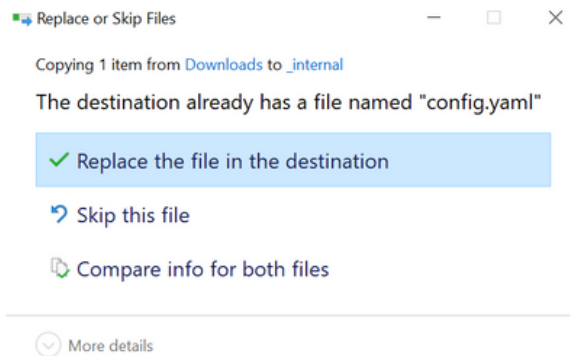 Replace or Skip Files
Copying 1 item from Downloads to _internal
The destination already has a file named "config.yaml"
Replace the file in the destination
Skip this file
Compare info for both files
More details